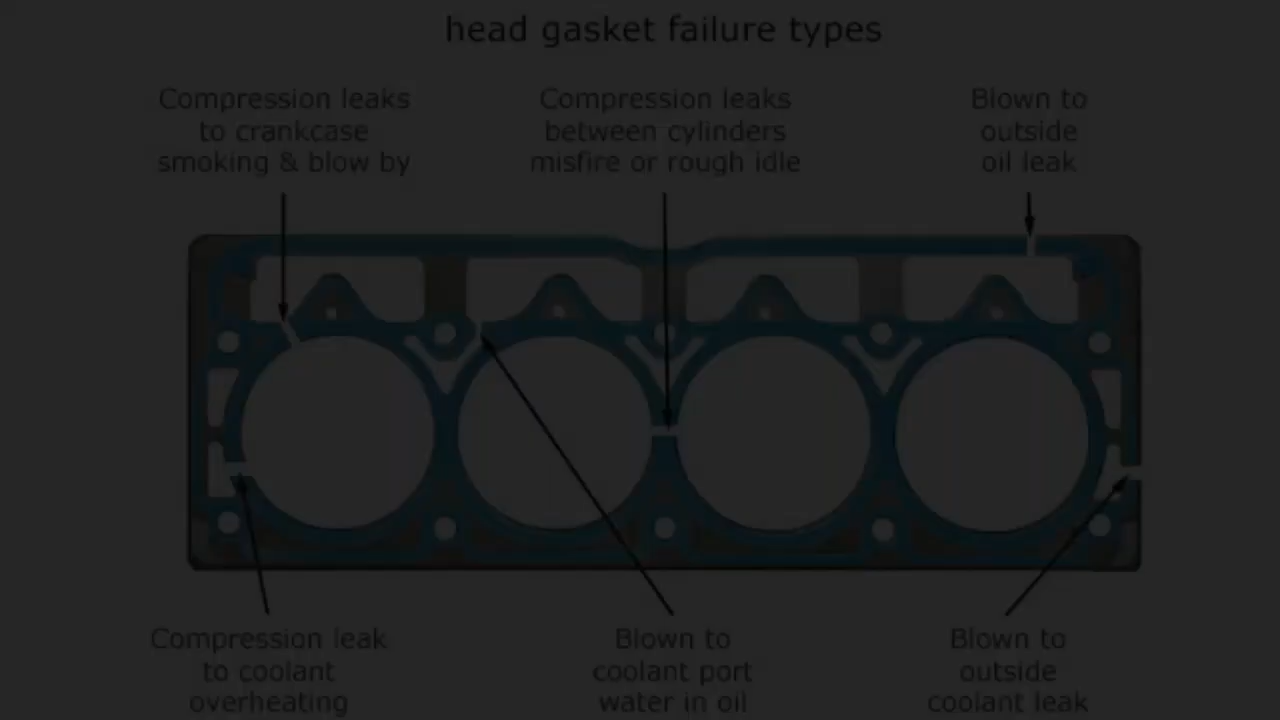 head gasket failure types
Compression leaks
to crankcase
smoking & blow by
Compression leaks
between cylinders
misfire or rough idle
Blown to
outside
oil leak
Compression leak
to coolant
overheating
Blown to
coolant port
water in oil
Blown to
outside
coolant leak